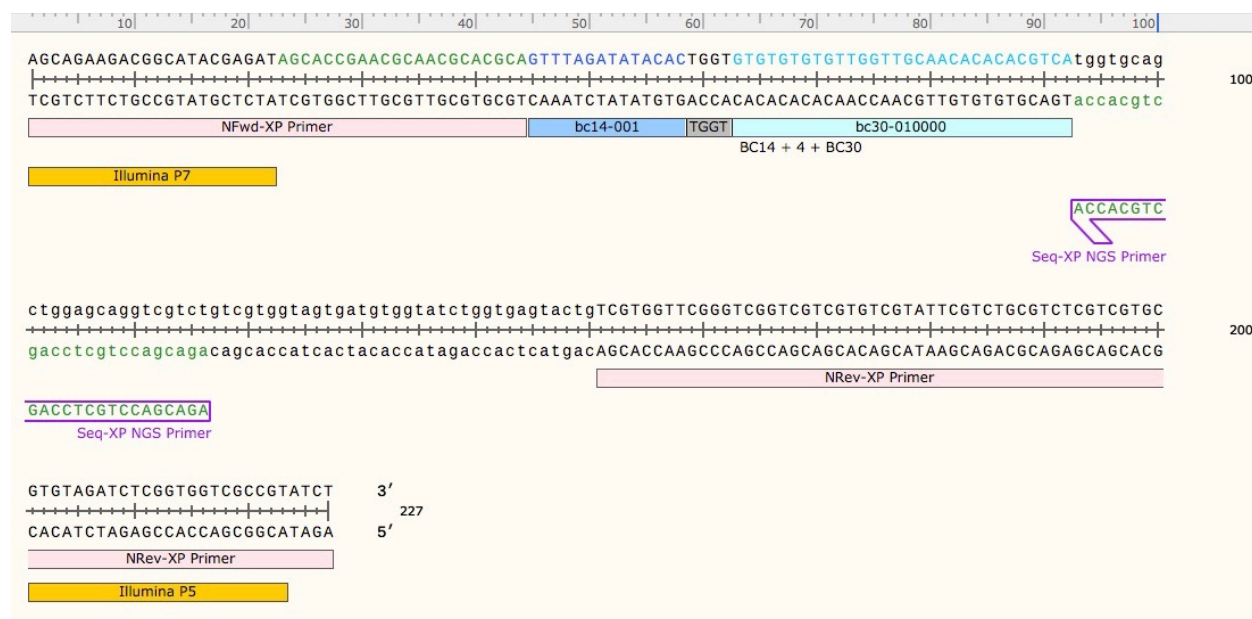 10 20 30 40 50 60 70 80 90 100
AGCAGAAGACGGCATACGAGATAGCACCGAACGCAACGCACGCAGTTTAGATATACACTGGTGTGTGTGTGTTGGTTGCAACACACACGTCAtggtgcag
100
TCGTCTTCTGCCGTATGCTCTATCGTGGCTTGCGTTGCGTGCGTCAAATCTATATGTGACCACACACACACAACCAACGTTGTGTGTGCAGTaccacgtc
NFwd-XP Primer bc14-001 TGGT bc30-010000
BC14 + 4 + BC30
Illumina P7
ACCACGTC
Seq-XP NGS Primer
ctggagcaggtcgtctgtcgtggtagtgatgtggtatctggtgagtactgTCGTGGTTCGGGTCGGTCGTCGTGTCGTATTCGTCTGCGTCTCGTCGTGC
200
gacctcgtccagcagacagcaccatcactacaccatagaccactcatgacAGCACCAAGCCCAGCCAGCAGCACAGCATAAGCAGACGCAGAGCAGCACG
NRev-XP Primer
GACCTCGTCCAGCAGA
Seq-XP NGS Primer
GTGTAGATCTCGGTGGTCGCCGTATCT 3′
227
CACATCTAGAGCCACCAGCGGCATAGA 5′
NRev-XP Primer
Illumina P5